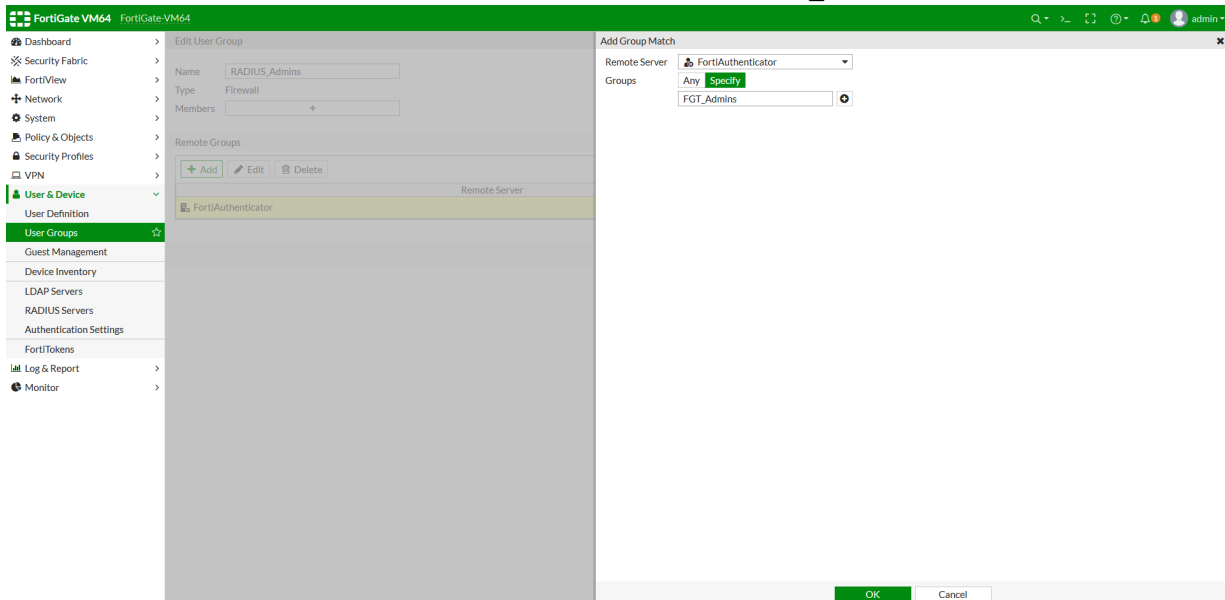 FortiGate VM64 FortiGate-VM64 admin
Dashboard
Security Fabric
FortiView
Network
System
Policy & Objects
Security Profiles
VPN
User & Device
User Definition
User Groups
Guest Management
Device Inventory
LDAP Servers
RADIUS Servers
Authentication Settings
FortiTokens
Log & Report
Monitor
Edit User Group
Name RADIUS_Admins
Type Firewall
Members +
Remote Groups
Add Edit Delete
Remote Server
FortiAuthenticator
Add Group Match
Remote Server FortiAuthenticator
Groups Any Specify
FGT_Admins
OK Cancel